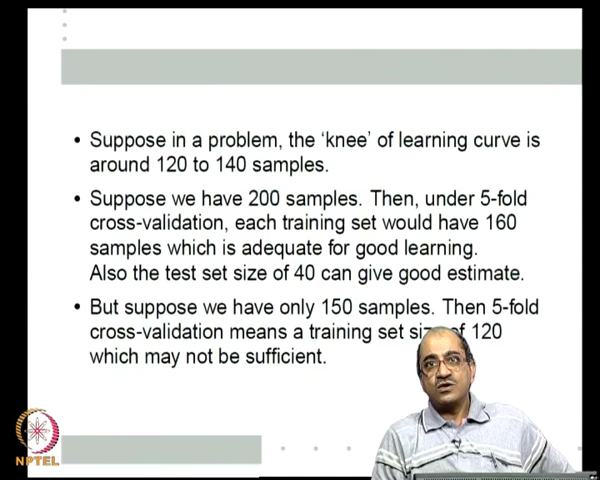 • Suppose in a problem, the ‘knee’ of learning curve is
around 120 to 140 samples.
• Suppose we have 200 samples. Then, under 5-fold
cross-validation, each training set would have 160
samples which is adequate for good learning.
Also the test set size of 40 can give good estimate.
• But suppose we have only 150 samples. Then 5-fold
cross-validation means a training set of 120
which may not be sufficient.
NPTEL